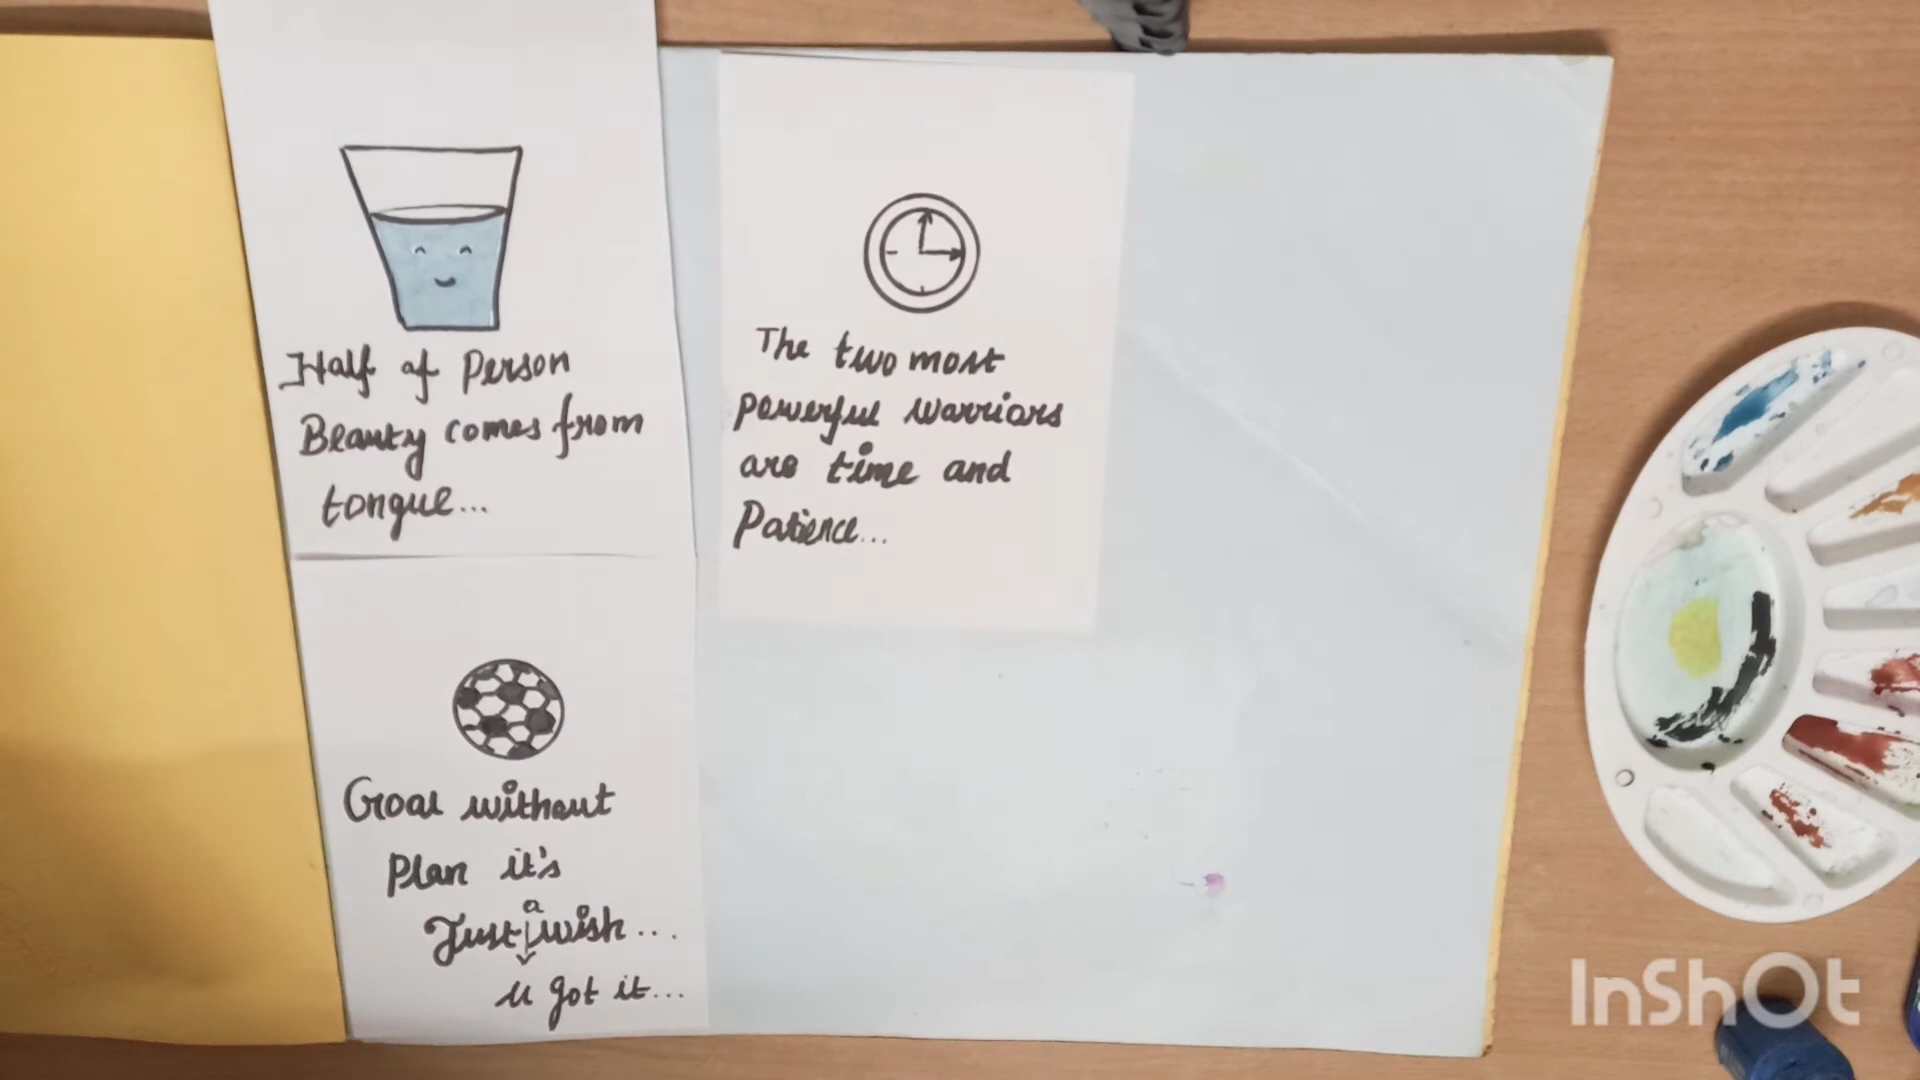 Half of Person
Beauty comes from
tongue...
Goal without
Plan it's
a
Just wish...
u got it...
The two most
powerful warriors
are time and
Patience...
InShOt